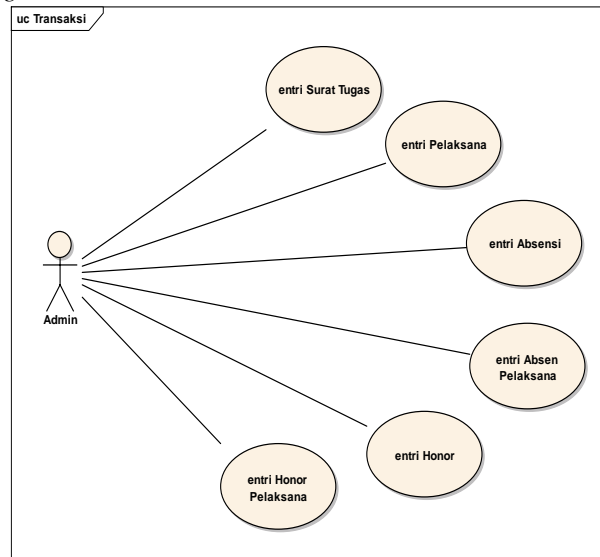 uc Transaksi
entri Surat Tugas
entri Pelaksana
entri Absensi
Admin
entri Absen
Pelaksana
entri Honor
entri Honor
Pelaksana